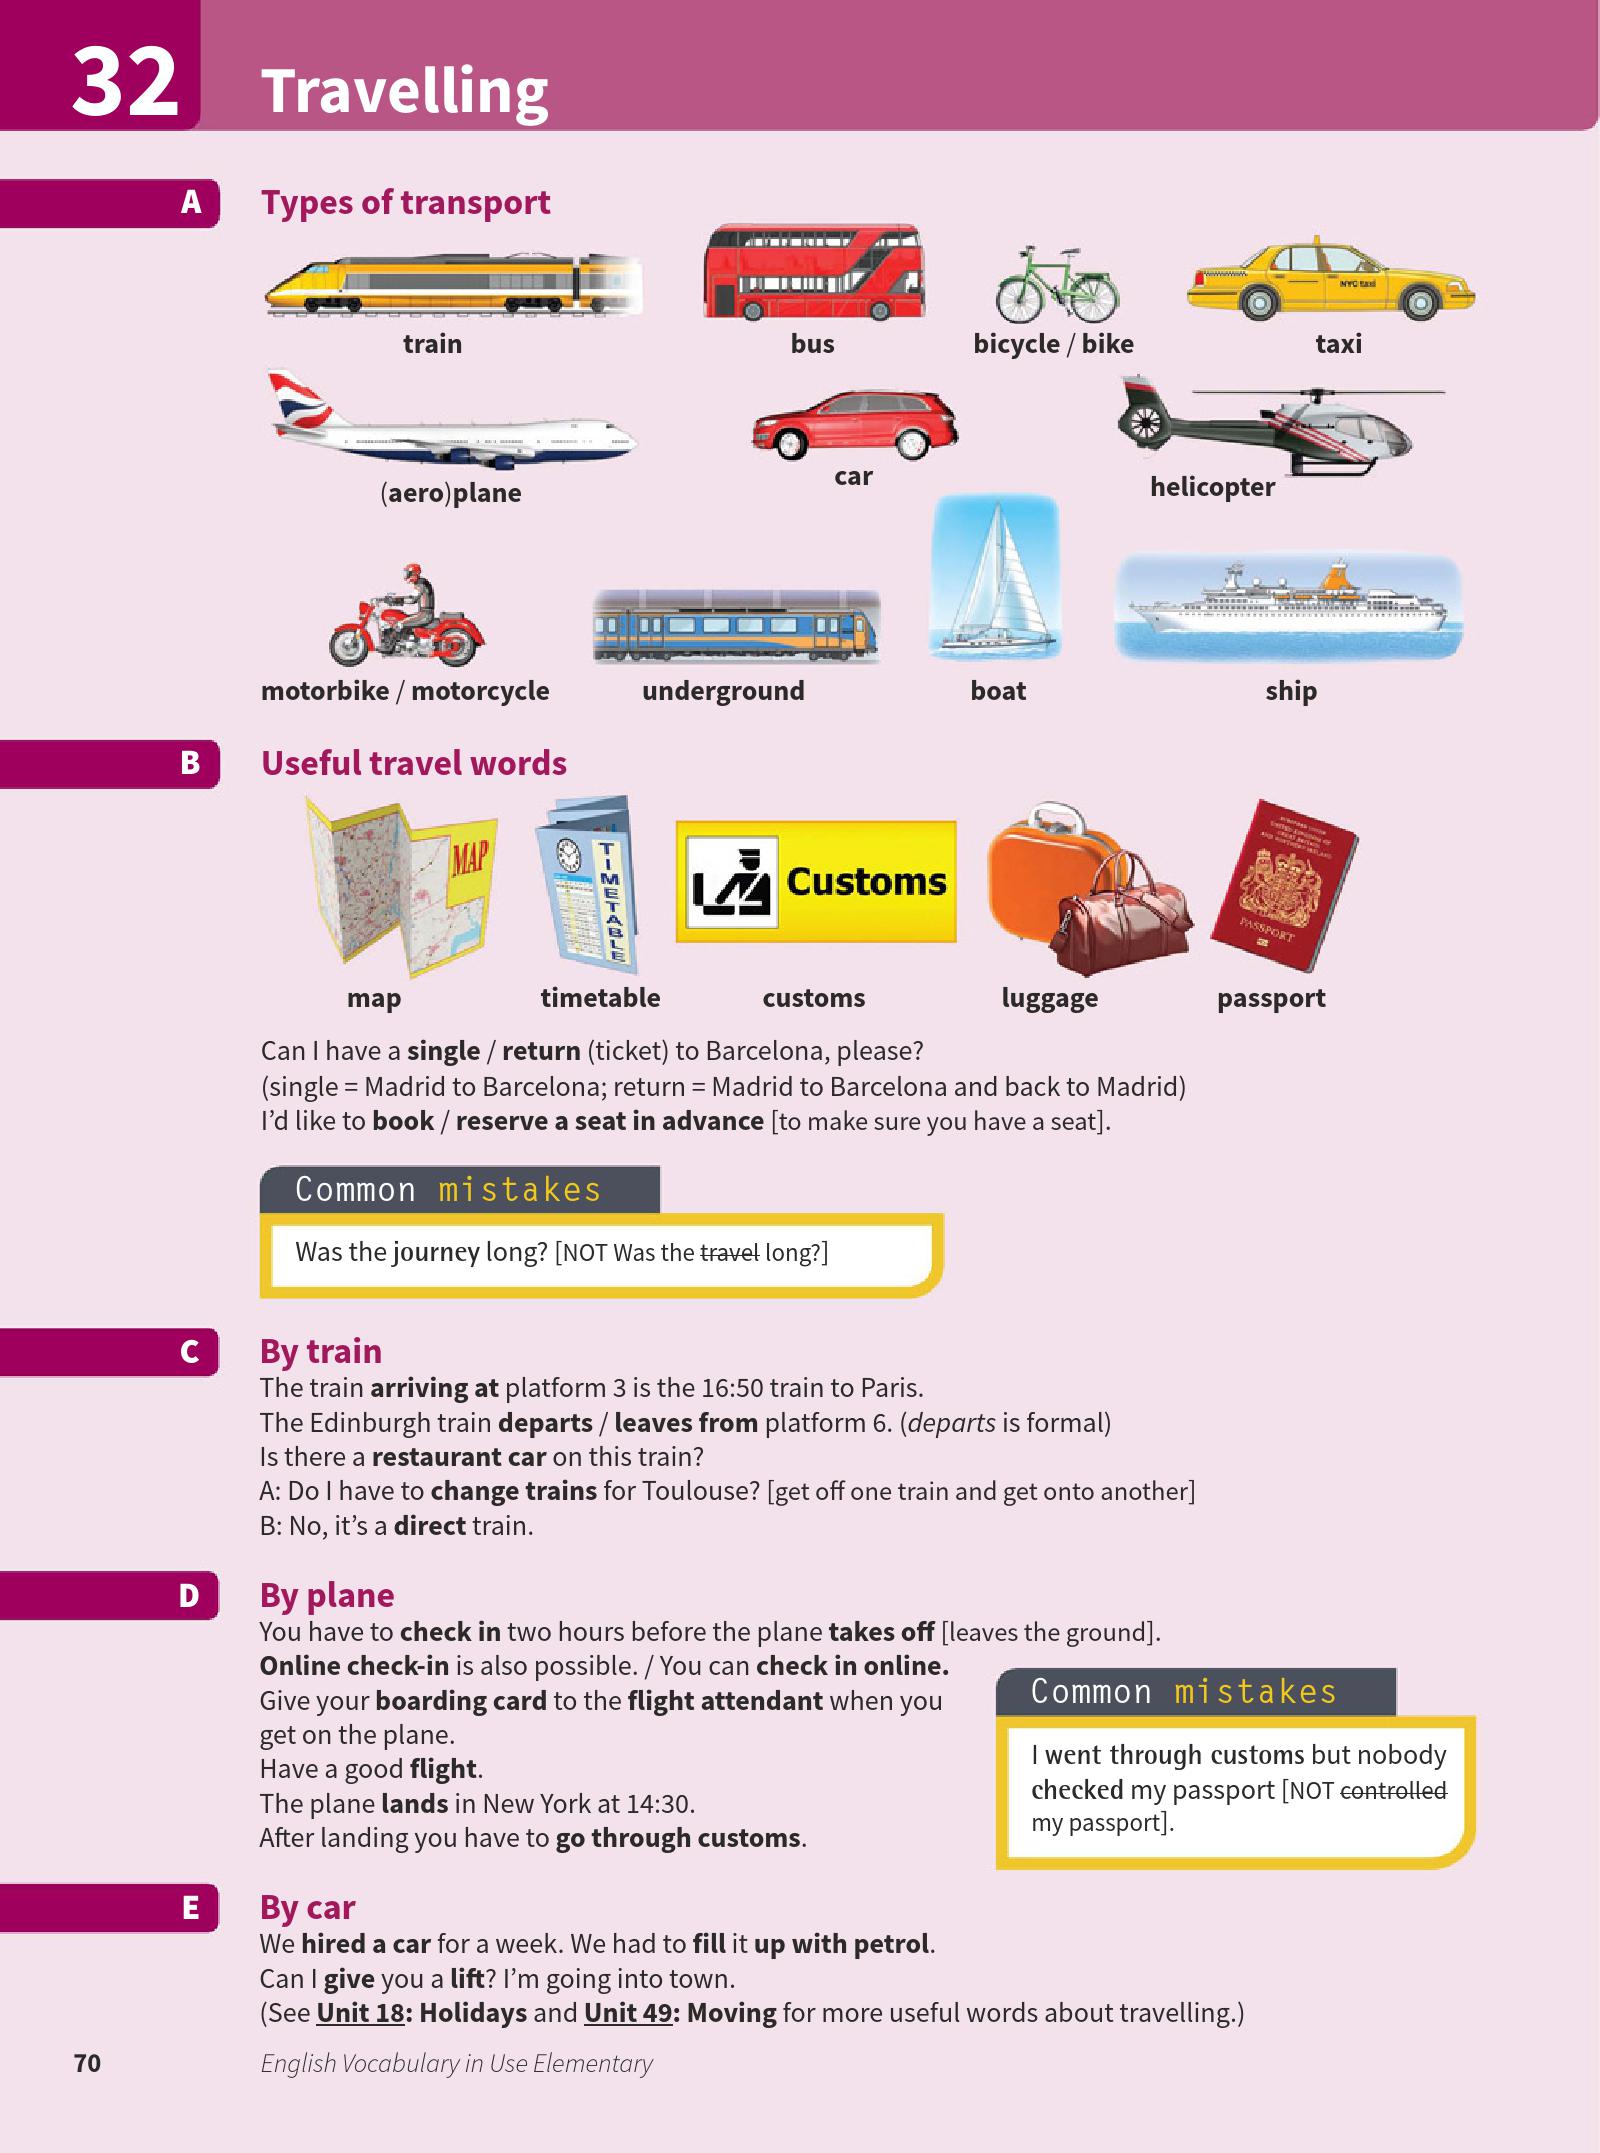 32
Travelling
A
Types of transport
NYC taxi
train
bus
bicycle / bike
taxi
(aero)plane
car
helicopter
motorbike / motorcycle
underground
boat
ship
B
Useful travel words
MAP
TIMETABLE
Customs
EUROPEAN UNION
UNITED KINGDOM OF
GREAT BRITAIN
AND NORTHERN IRELAND
PASSPORT
map
timetable
customs
luggage
passport
Can I have a single / return (ticket) to Barcelona, please?
(single = Madrid to Barcelona; return = Madrid to Barcelona and back to Madrid)
I’d like to book / reserve a seat in advance [to make sure you have a seat].
Common mistakes
Was the journey long? [NOT Was the travel long?]
C
By train
The train arriving at platform 3 is the 16:50 train to Paris.
The Edinburgh train departs / leaves from platform 6. (departs is formal)
Is there a restaurant car on this train?
A: Do I have to change trains for Toulouse? [get off one train and get onto another]
B: No, it’s a direct train.
D
By plane
You have to check in two hours before the plane takes off [leaves the ground].
Online check-in is also possible. / You can check in online.
Give your boarding card to the flight attendant when you
get on the plane.
Have a good flight.
The plane lands in New York at 14:30.
After landing you have to go through customs.
Common mistakes
I went through customs but nobody
checked my passport [NOT controlled
my passport].
E
By car
We hired a car for a week. We had to fill it up with petrol.
Can I give you a lift? I’m going into town.
(See Unit 18: Holidays and Unit 49: Moving for more useful words about travelling.)
70
English Vocabulary in Use Elementary